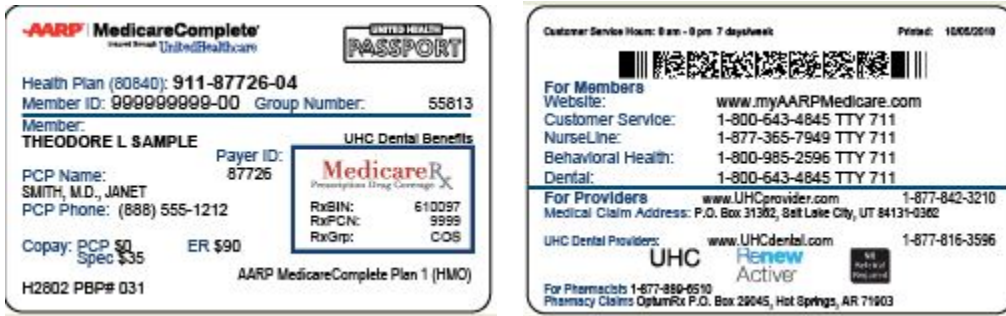 AARP MedicareComplete
Insured through UnitedHealthcare
UNITED HEALTH
PASSPORT
Health Plan (80840): 911-87726-04
Member ID: 999999999-00 Group Number: 55813
Member:
THEODORE L SAMPLE
UHC Dental Benefits
Payer ID:
87726
PCP Name:
SMITH, M.D., JANET
PCP Phone: (888) 555-1212
MedicareRx
Prescription Drug Coverage
RxBIN: 610097
RxPCN: 9999
RxGrp: COS
Copay: PCP $0 ER $90
Spec $35
AARP MedicareComplete Plan 1 (HMO)
H2802 PBP# 031
Customer Service Hours: 8 am - 8 pm 7 days/week Printed: 10/05/2018
For Members
Website: www.myAARPMedicare.com
Customer Service: 1-800-643-4845 TTY 711
NurseLine: 1-877-365-7949 TTY 711
Behavioral Health: 1-800-985-2596 TTY 711
Dental: 1-800-643-4845 TTY 711
For Providers www.UHCprovider.com 1-877-842-3210
Medical Claim Address: P.O. Box 31362, Salt Lake City, UT 84131-0362
UHC Dental Providers: www.UHCdental.com 1-877-816-3596
UHC
Renew
Active
No
Referral
Required
For Pharmacists 1-877-889-6510
Pharmacy Claims OptumRx P.O. Box 29045, Hot Springs, AR 71903